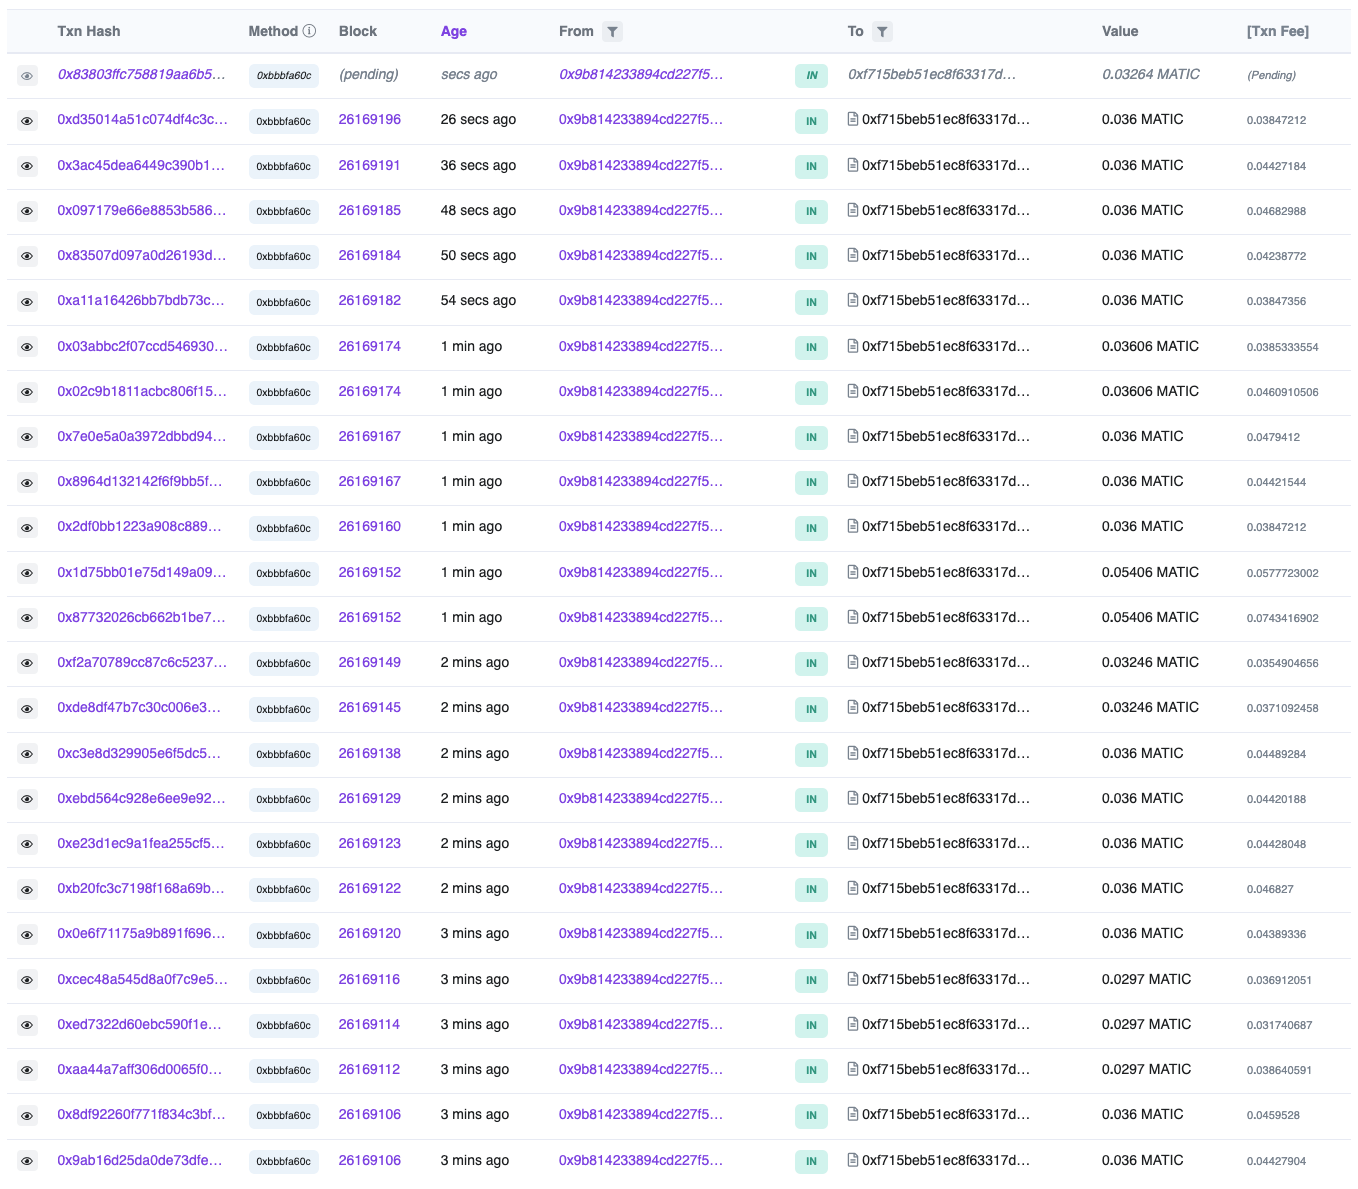 Txn Hash Method Block Age From To Value [Txn Fee]
0x83803ffc758819aa6b5... 0xbbbfa60c (pending) secs ago 0x9b814233894cd227f5... IN 0xf715beb51ec8f63317d... 0.03264 MATIC (Pending)
0xd35014a51c074df4c3c... 0xbbbfa60c 26169196 26 secs ago 0x9b814233894cd227f5... IN 0xf715beb51ec8f63317d... 0.036 MATIC 0.03847212
0x3ac45dea6449c390b1... 0xbbbfa60c 26169191 36 secs ago 0x9b814233894cd227f5... IN 0xf715beb51ec8f63317d... 0.036 MATIC 0.04427184
0x097179e66e8853b586... 0xbbbfa60c 26169185 48 secs ago 0x9b814233894cd227f5... IN 0xf715beb51ec8f63317d... 0.036 MATIC 0.04682988
0x83507d097a0d26193d... 0xbbbfa60c 26169184 50 secs ago 0x9b814233894cd227f5... IN 0xf715beb51ec8f63317d... 0.036 MATIC 0.04238772
0xa11a16426bb7bdb73c... 0xbbbfa60c 26169182 54 secs ago 0x9b814233894cd227f5... IN 0xf715beb51ec8f63317d... 0.036 MATIC 0.03847356
0x03abbc2f07ccd546930... 0xbbbfa60c 26169174 1 min ago 0x9b814233894cd227f5... IN 0xf715beb51ec8f63317d... 0.03606 MATIC 0.0385333554
0x02c9b1811acbc806f15... 0xbbbfa60c 26169174 1 min ago 0x9b814233894cd227f5... IN 0xf715beb51ec8f63317d... 0.03606 MATIC 0.0460910506
0x7e0e5a0a3972dbbd94... 0xbbbfa60c 26169167 1 min ago 0x9b814233894cd227f5... IN 0xf715beb51ec8f63317d... 0.036 MATIC 0.0479412
0x8964d132142f6f9bb5f... 0xbbbfa60c 26169167 1 min ago 0x9b814233894cd227f5... IN 0xf715beb51ec8f63317d... 0.036 MATIC 0.04421544
0x2df0bb1223a908c889... 0xbbbfa60c 26169160 1 min ago 0x9b814233894cd227f5... IN 0xf715beb51ec8f63317d... 0.036 MATIC 0.03847212
0x1d75bb01e75d149a09... 0xbbbfa60c 26169152 1 min ago 0x9b814233894cd227f5... IN 0xf715beb51ec8f63317d... 0.05406 MATIC 0.0577723002
0x87732026cb662b1be7... 0xbbbfa60c 26169152 1 min ago 0x9b814233894cd227f5... IN 0xf715beb51ec8f63317d... 0.05406 MATIC 0.0743416902
0xf2a70789cc87c6c5237... 0xbbbfa60c 26169149 2 mins ago 0x9b814233894cd227f5... IN 0xf715beb51ec8f63317d... 0.03246 MATIC 0.0354904656
0xde8df47b7c30c006e3... 0xbbbfa60c 26169145 2 mins ago 0x9b814233894cd227f5... IN 0xf715beb51ec8f63317d... 0.03246 MATIC 0.0371092458
0xc3e8d329905e6f5dc5... 0xbbbfa60c 26169138 2 mins ago 0x9b814233894cd227f5... IN 0xf715beb51ec8f63317d... 0.036 MATIC 0.04489284
0xebd564c928e6ee9e92... 0xbbbfa60c 26169129 2 mins ago 0x9b814233894cd227f5... IN 0xf715beb51ec8f63317d... 0.036 MATIC 0.04420188
0xe23d1ec9a1fea255cf5... 0xbbbfa60c 26169123 2 mins ago 0x9b814233894cd227f5... IN 0xf715beb51ec8f63317d... 0.036 MATIC 0.04428048
0xb20fc3c7198f168a69b... 0xbbbfa60c 26169122 2 mins ago 0x9b814233894cd227f5... IN 0xf715beb51ec8f63317d... 0.036 MATIC 0.046827
0x0e6f71175a9b891f696... 0xbbbfa60c 26169120 3 mins ago 0x9b814233894cd227f5... IN 0xf715beb51ec8f63317d... 0.036 MATIC 0.04389336
0xcec48a545d8a0f7c9e5... 0xbbbfa60c 26169116 3 mins ago 0x9b814233894cd227f5... IN 0xf715beb51ec8f63317d... 0.0297 MATIC 0.036912051
0xed7322d60ebc590f1e... 0xbbbfa60c 26169114 3 mins ago 0x9b814233894cd227f5... IN 0xf715beb51ec8f63317d... 0.0297 MATIC 0.031740687
0xaa44a7aff306d0065f0... 0xbbbfa60c 26169112 3 mins ago 0x9b814233894cd227f5... IN 0xf715beb51ec8f63317d... 0.0297 MATIC 0.038640591
0x8df92260f771f834c3bf... 0xbbbfa60c 26169106 3 mins ago 0x9b814233894cd227f5... IN 0xf715beb51ec8f63317d... 0.036 MATIC 0.0459528
0x9ab16d25da0de73dfe... 0xbbbfa60c 26169106 3 mins ago 0x9b814233894cd227f5... IN 0xf715beb51ec8f63317d... 0.036 MATIC 0.04427904